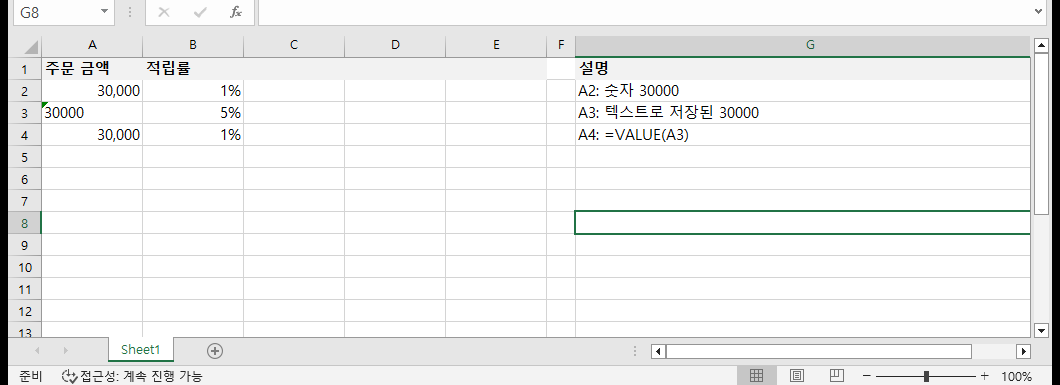 G8 fx
A B C D E F G
1 주문 금액 적립률 설명
2 30,000 1% A2: 숫자 30000
3 30000 5% A3: 텍스트로 저장된 30000
4 30,000 1% A4: =VALUE(A3)
5
6
7
8
9
10
11
12
13
Sheet1
준비 접근성: 계속 진행 가능 100%